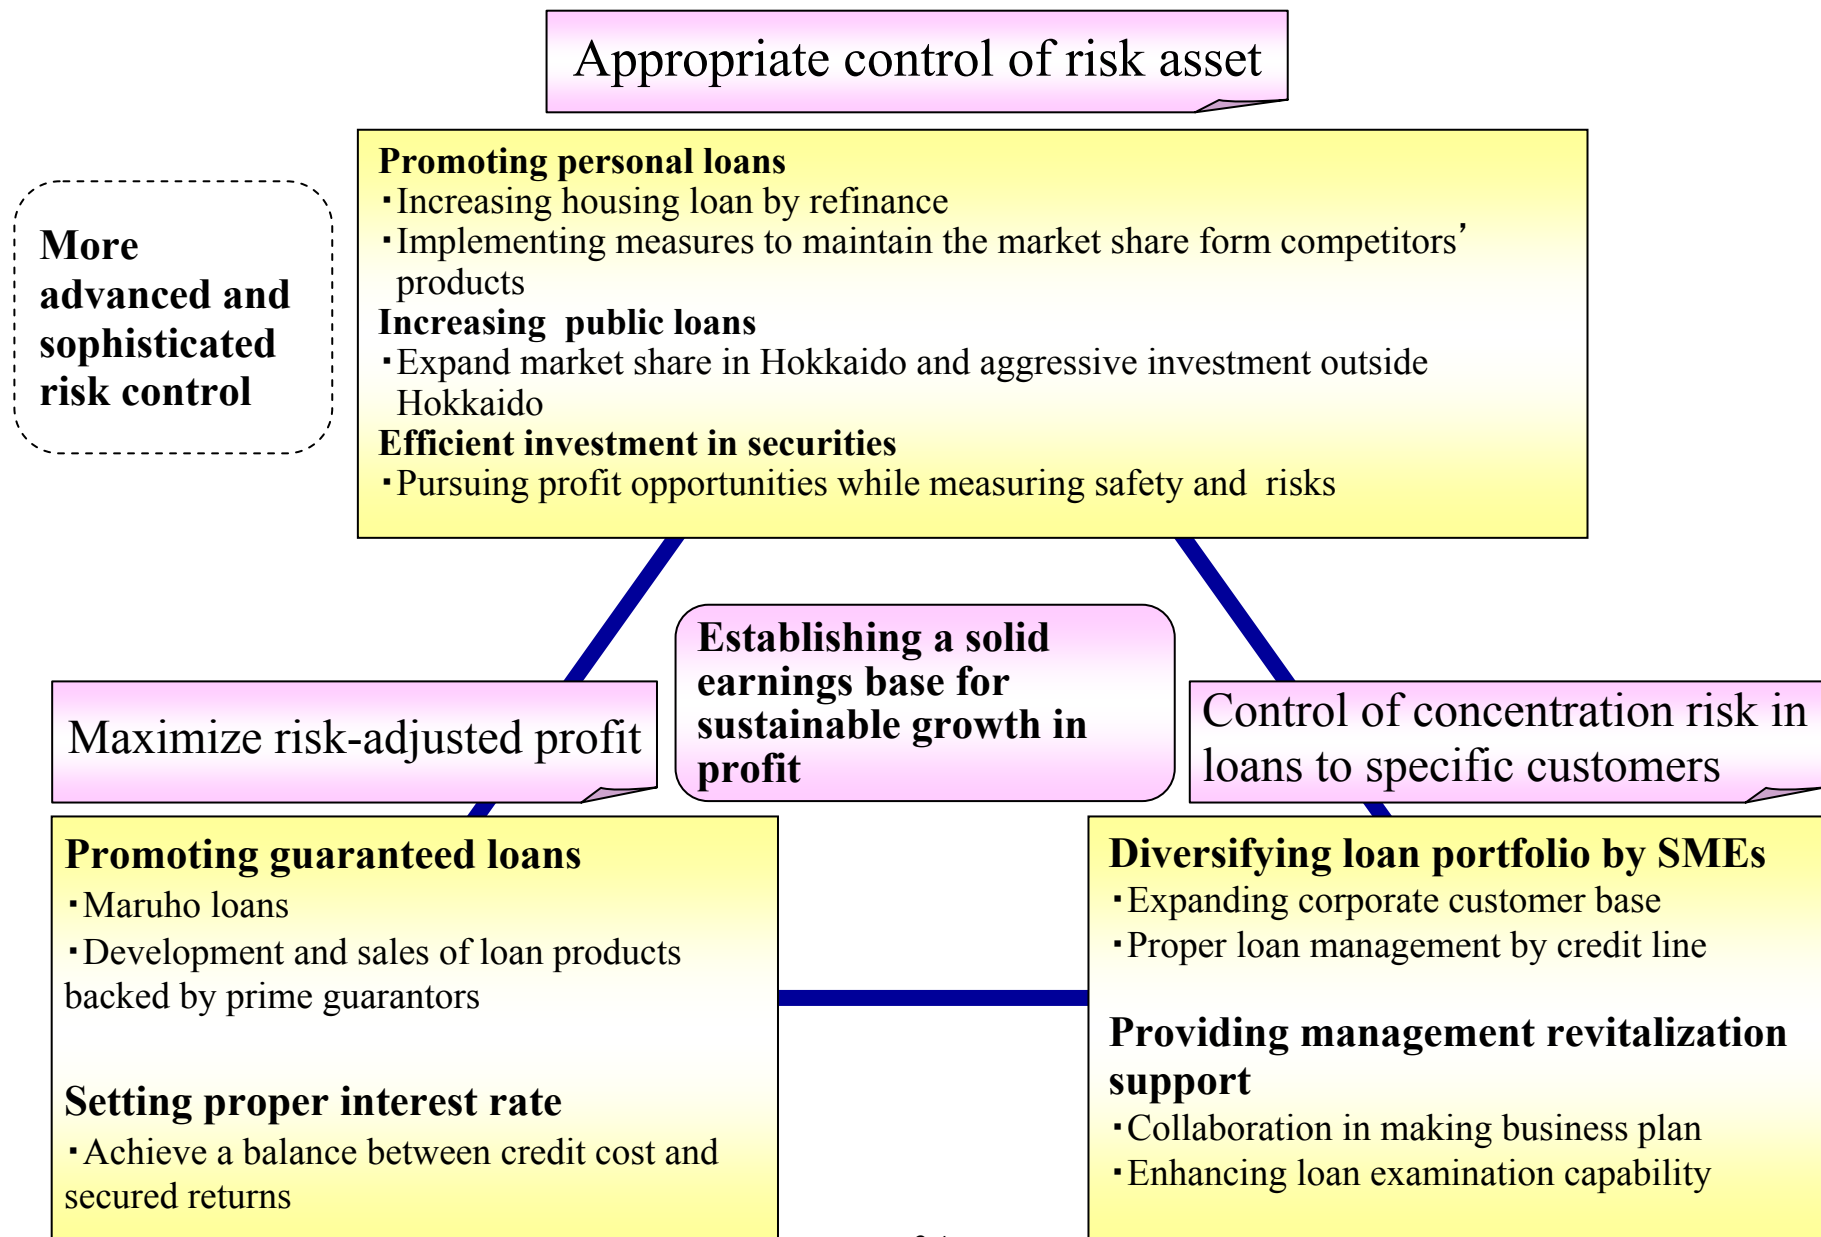 Appropriate control of risk asset
More
advanced and
sophisticated
risk control
Promoting personal loans
▪Increasing housing loan by refinance
▪Implementing measures to maintain the market share form competitors’
products
Increasing  public loans
▪Expand market share in Hokkaido and aggressive investment outside
Hokkaido
Efficient investment in securities
▪Pursuing profit opportunities while measuring safety and  risks
Establishing a solid
earnings base for
sustainable growth in
profit
Maximize risk-adjusted profit
Promoting guaranteed loans
▪Maruho loans
▪Development and sales of loan products
backed by prime guarantors
Setting proper interest rate
▪Achieve a balance between credit cost and
secured returns
Control of concentration risk in
loans to specific customers
Diversifying loan portfolio by SMEs
▪Expanding corporate customer base
▪Proper loan management by credit line
Providing management revitalization
support
▪Collaboration in making business plan
▪Enhancing loan examination capability